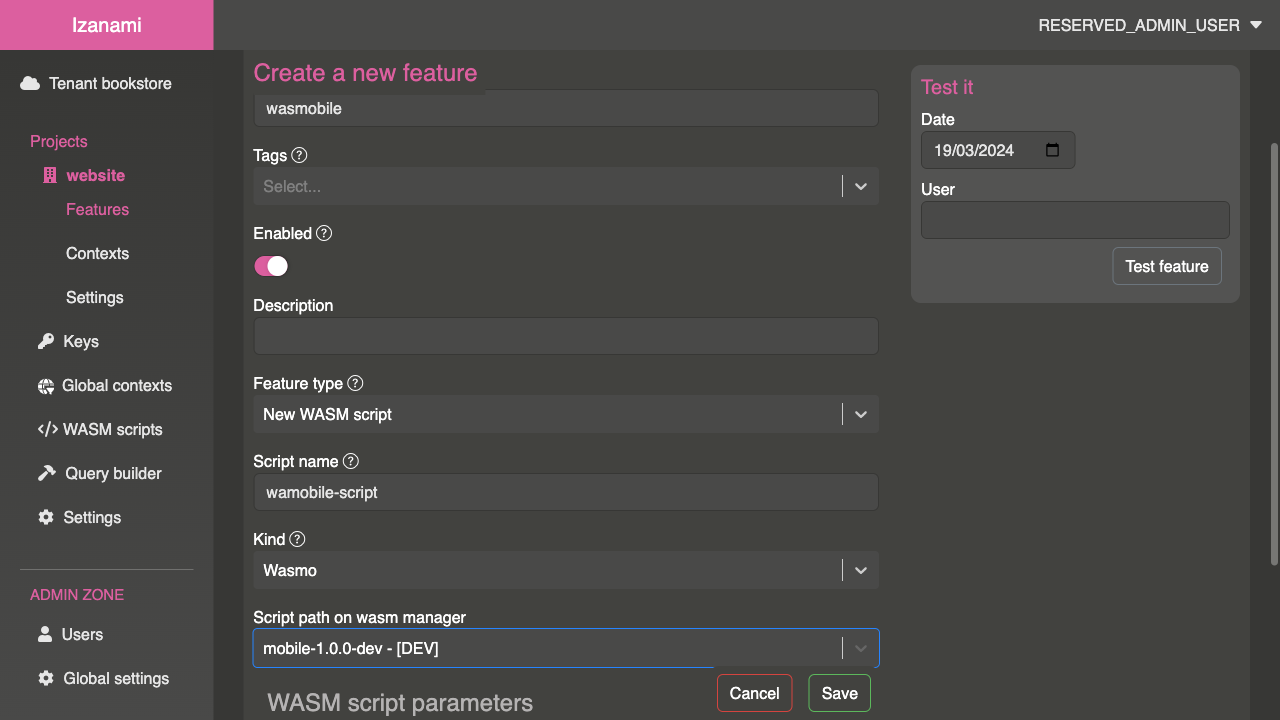 Izanami
RESERVED_ADMIN_USER
Tenant bookstore
Projects
website
Features
Contexts
Settings
Keys
Global contexts
WASM scripts
Query builder
Settings
ADMIN ZONE
Users
Global settings
Create a new feature
wasmobile
Tags
Select...
Enabled
Description
Feature type
New WASM script
Script name
wamobile-script
Kind
Wasmo
Script path on wasm manager
mobile-1.0.0-dev - [DEV]
WASM script parameters
Cancel
Save
Test it
Date
19/03/2024
User
Test feature